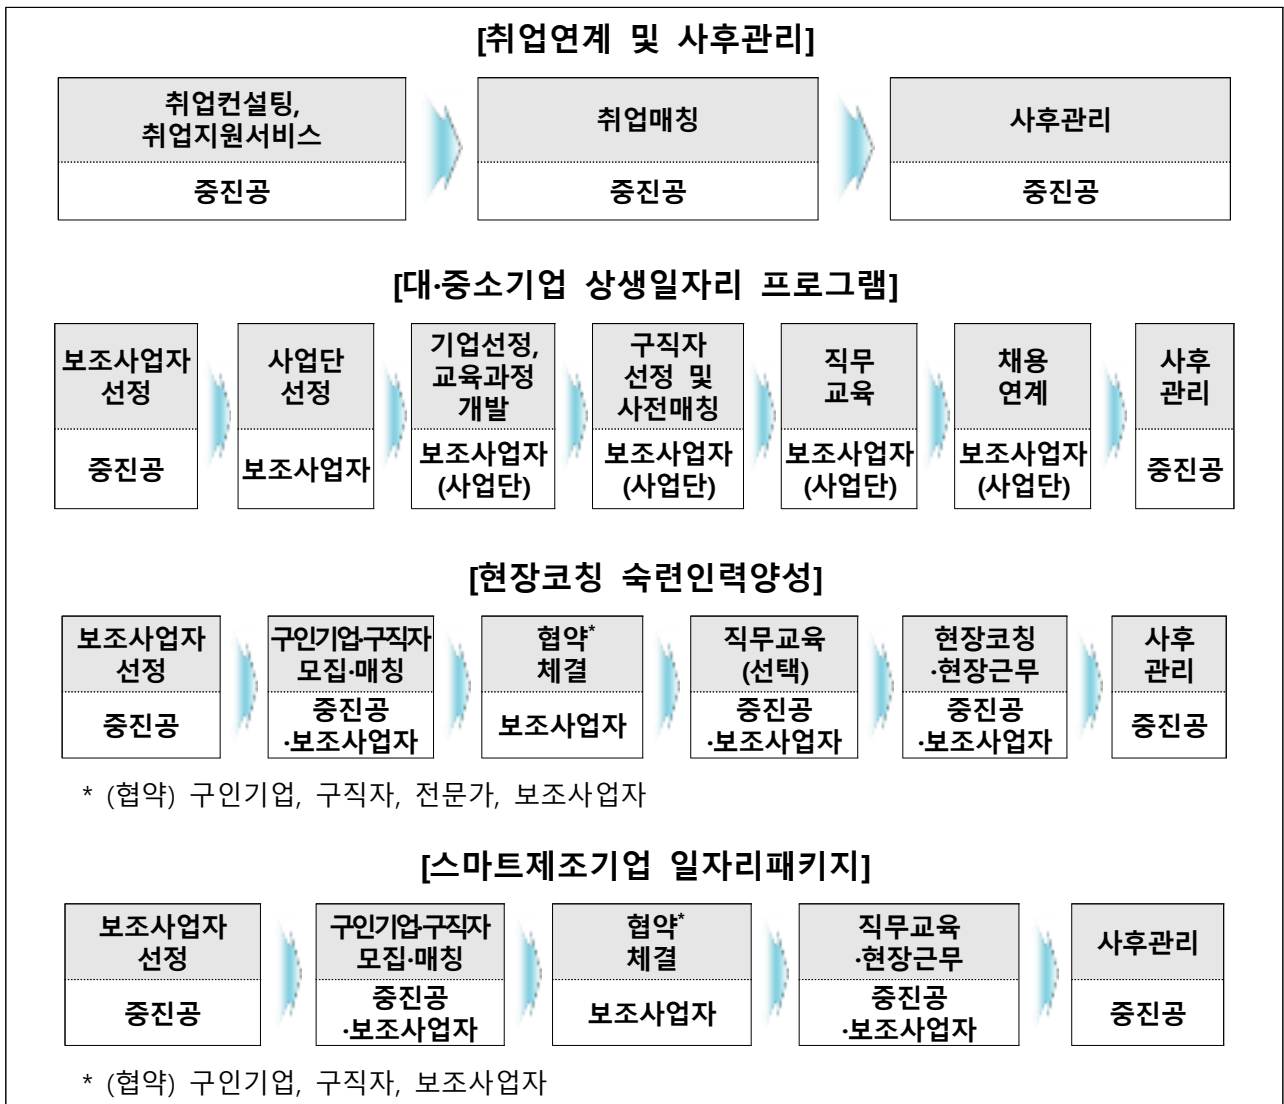 [취업연계 및 사후관리]
취업컨설팅,
취업지원서비스
중진공
취업매칭
중진공
사후관리
중진공
[대·중소기업 상생일자리 프로그램]
보조사업자
선정
중진공
사업단
선정
보조사업자
기업선정,
교육과정
개발
보조사업자
(사업단)
구직자
선정 및
사전매칭
보조사업자
(사업단)
직무
교육
보조사업자
(사업단)
채용
연계
보조사업자
(사업단)
사후
관리
중진공
[현장코칭 숙련인력양성]
보조사업자
선정
중진공
구인기업·구직자
모집·매칭
중진공
·보조사업자
협약*
체결
보조사업자
직무교육
(선택)
중진공
·보조사업자
현장코칭
·현장근무
중진공
·보조사업자
사후
관리
중진공
* (협약) 구인기업, 구직자, 전문가, 보조사업자
[스마트제조기업 일자리패키지]
보조사업자
선정
중진공
구인기업·구직자
모집·매칭
중진공
·보조사업자
협약*
체결
보조사업자
직무교육
·현장근무
중진공
·보조사업자
사후관리
중진공
* (협약) 구인기업, 구직자, 보조사업자